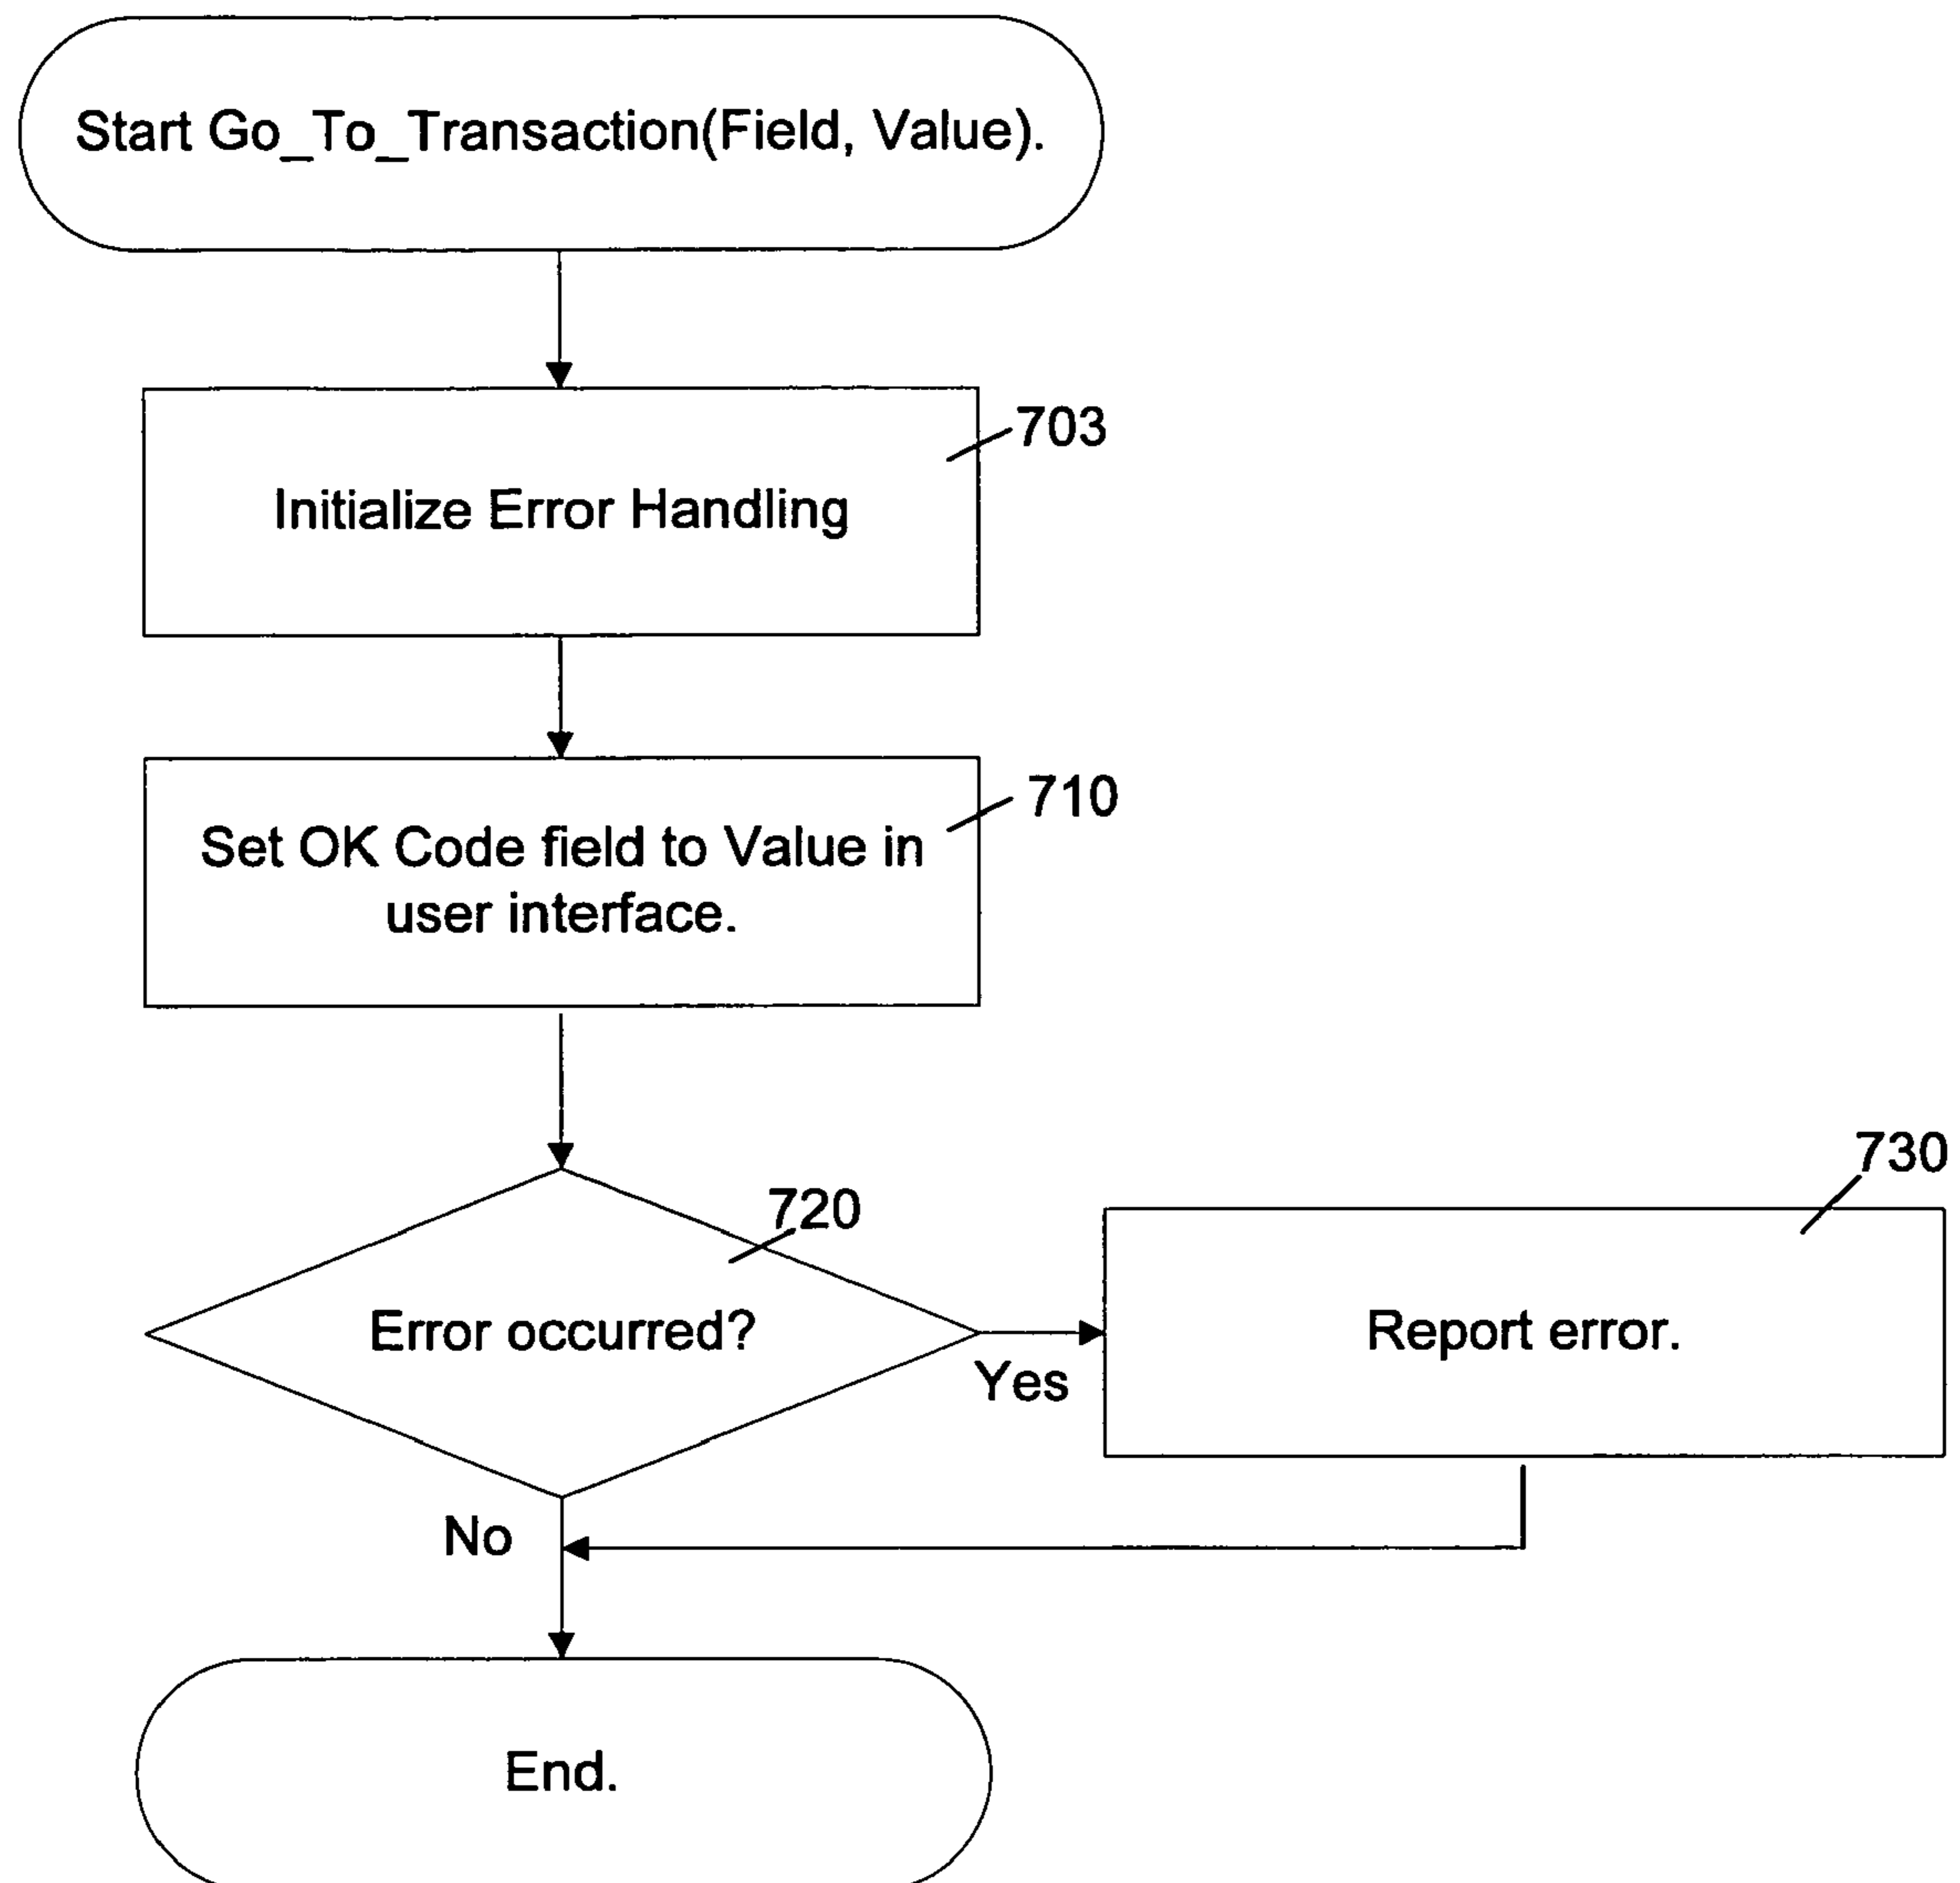 Start Go_To_Transaction(Field, Value).
703
Initialize Error Handling
710
Set OK Code field to Value in
user interface.
720
730
Error occurred?
Report error.
Yes
No
End.